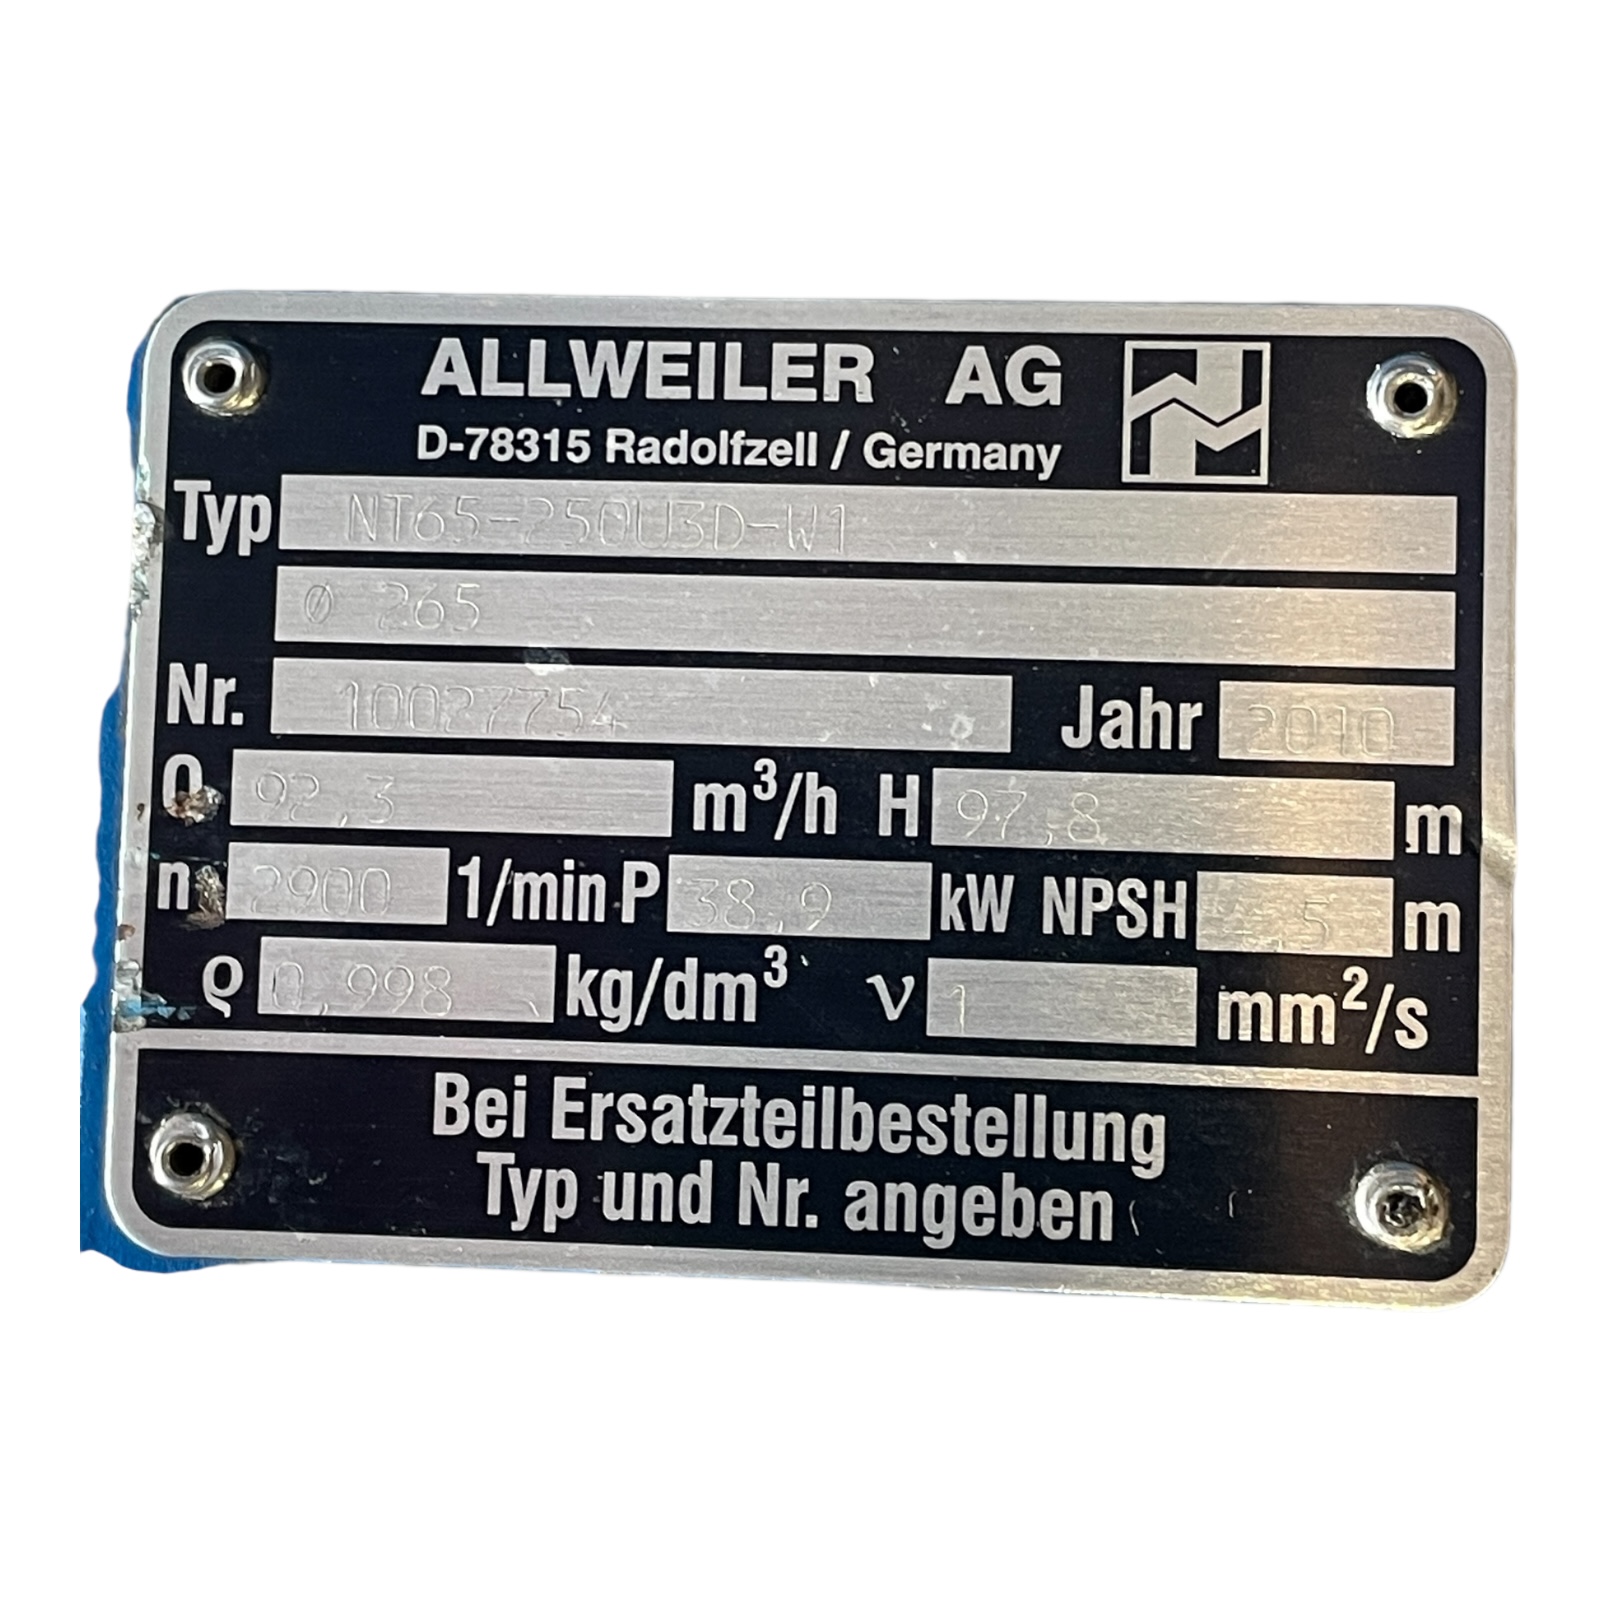 ALLWEILER AG
D-78315 Radolfzell / Germany
Typ NT65-250U3D-W1
Ø 265
Nr. 10027754 Jahr 2010
Q 92,3 m³/h H 97,8 m
n 2900 1/min P 38,9 kW NPSH m
ϱ 0,998 kg/dm³ ν 1 mm²/s
Bei Ersatzteilbestellung
Typ und Nr. angeben